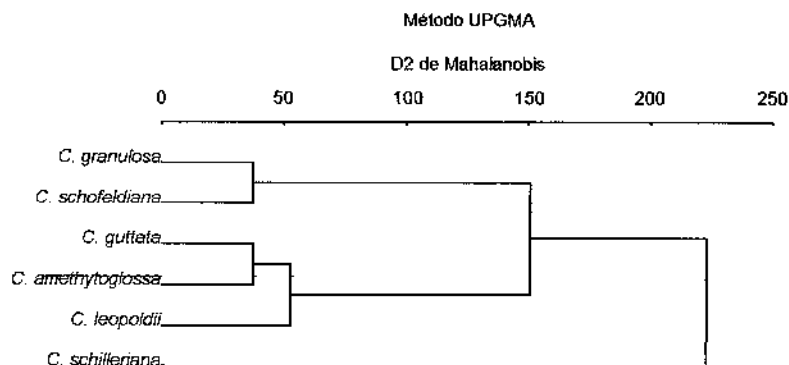 Método UPGMA
D2 de Mahalanobis
0 50 100 150 200 250
C. granulosa
C. schofeldiana
C. guttata
C. amethytoglossa
C. leopoldii
C. schilleriana